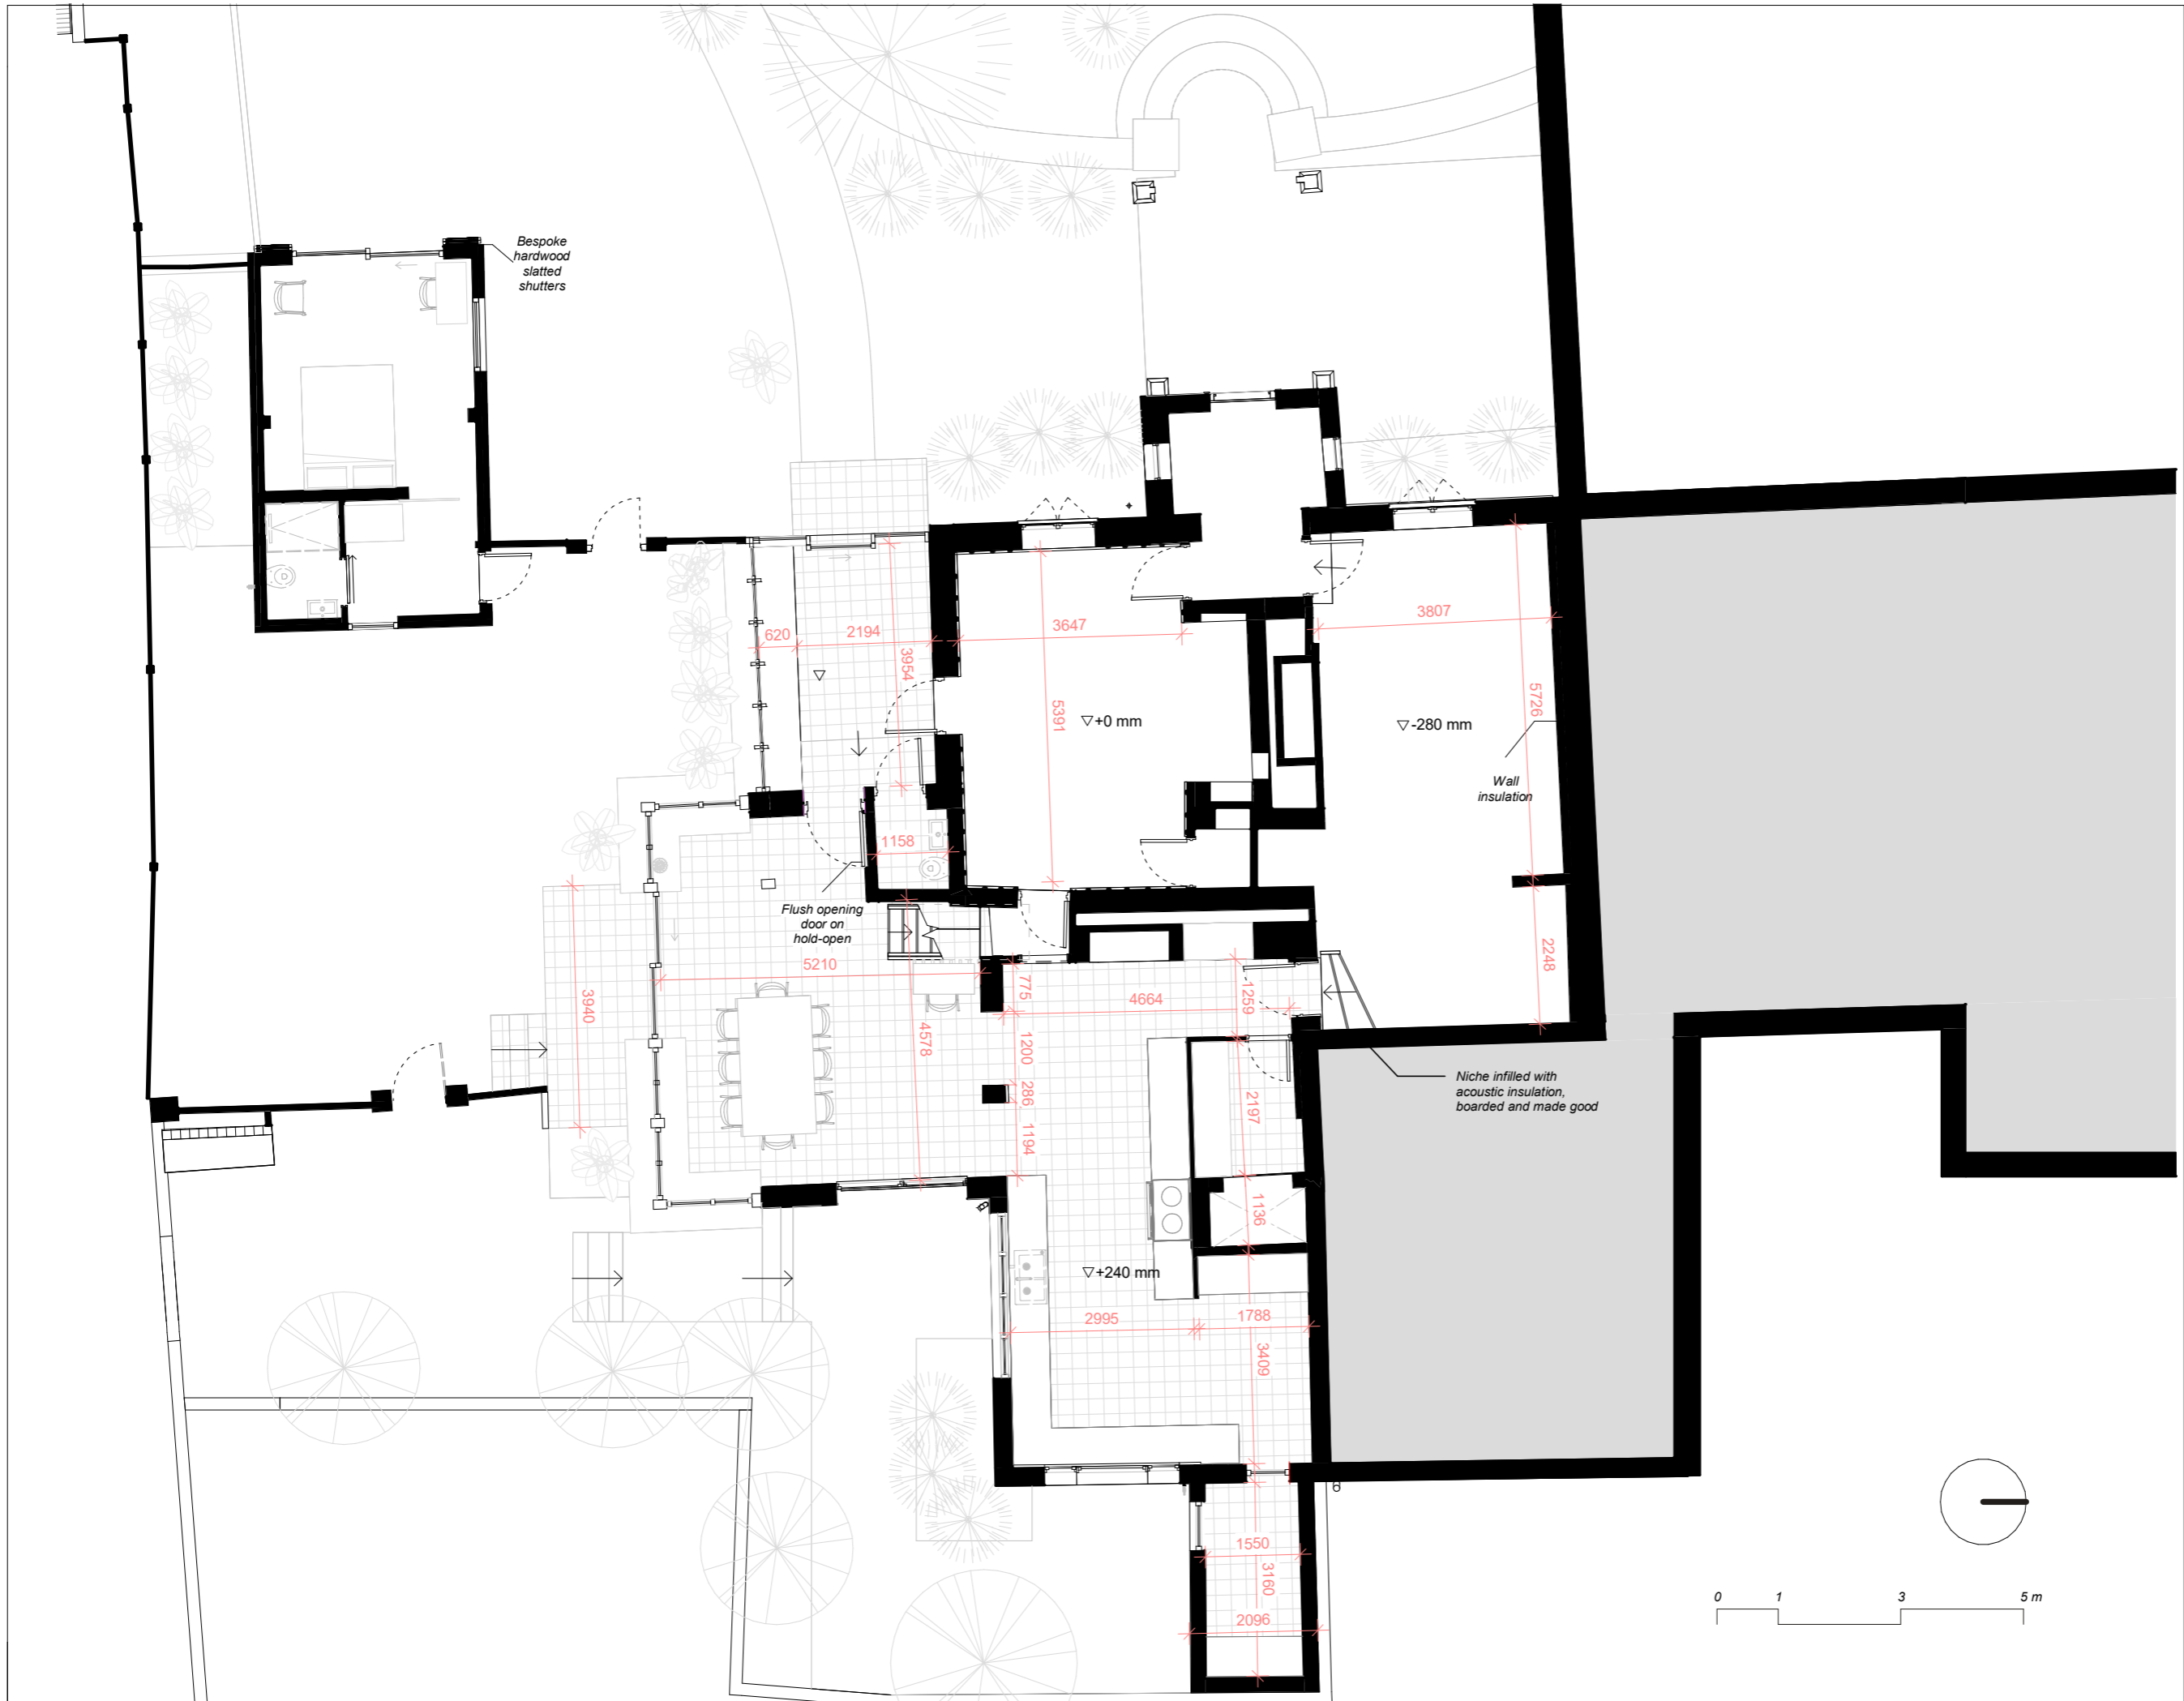 Bespoke
hardwood
slatted
shutters
620
2194
3647
3807
3954
5391
5726
▽+0 mm
▽-280 mm
Wall
insulation
1158
Flush opening
door on
hold-open
5210
775
4664
1259
2248
3940
4578
1200
286
1194
2197
Niche infilled with
acoustic insulation,
boarded and made good
1136
▽+240 mm
2995
1788
3409
1550
3160
2096
0 1 3 5 m